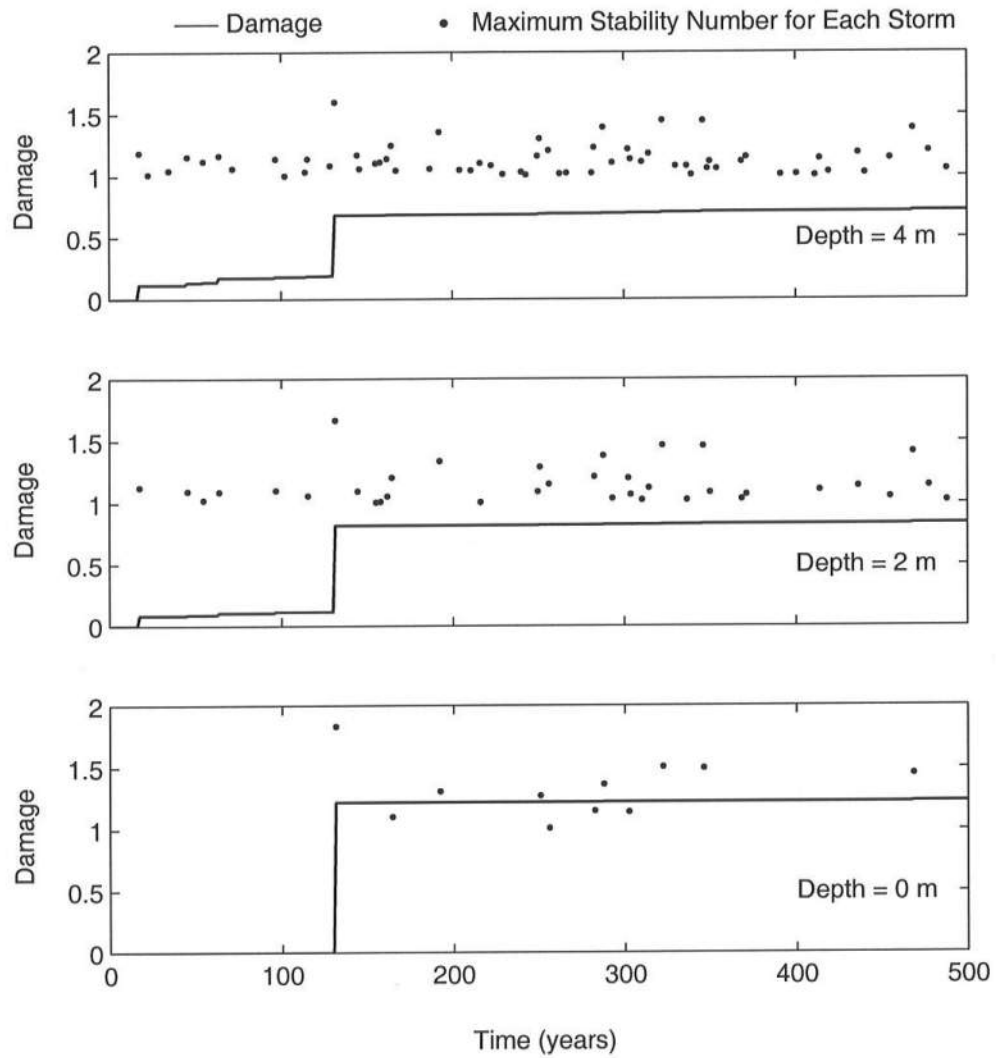 Damage
Maximum Stability Number for Each Storm
2
1.5
1
0.5
0
Damage
Depth = 4 m
2
1.5
1
0.5
0
Damage
Depth = 2 m
2
1.5
1
0.5
0
Damage
Depth = 0 m
0 100 200 300 400 500
Time (years)